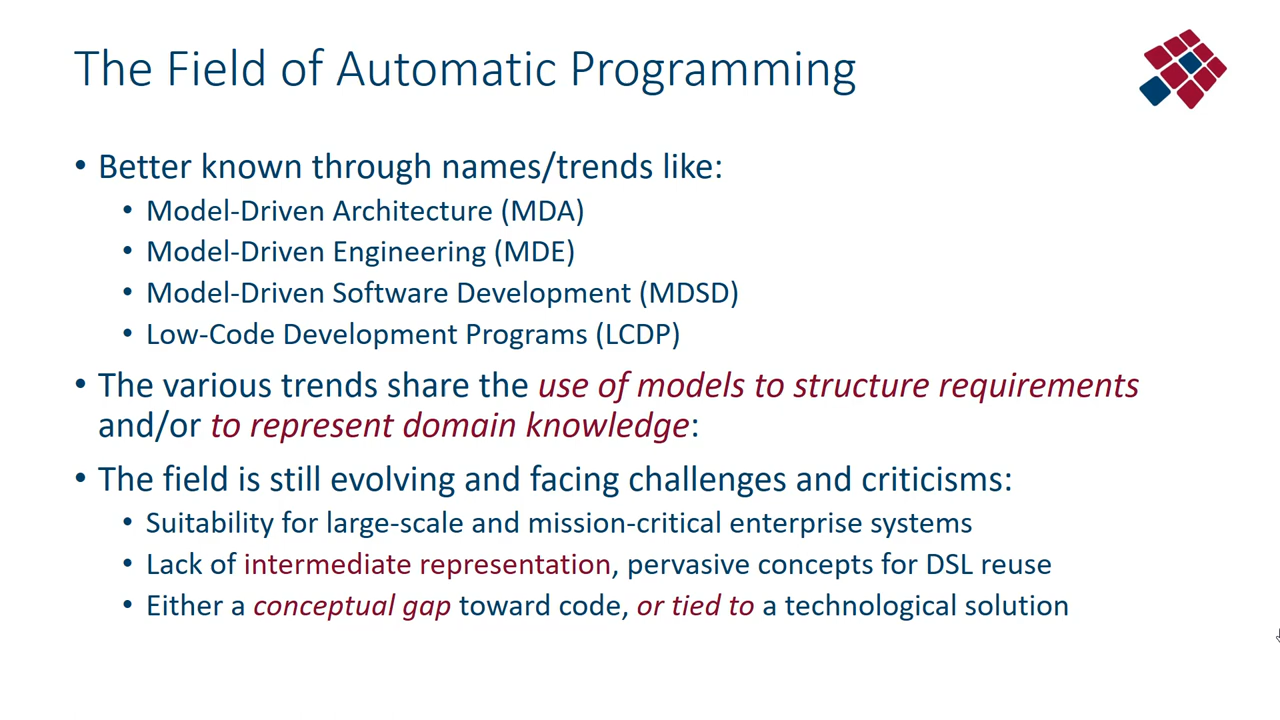 The Field of Automatic Programming
• Better known through names/trends like:
• Model-Driven Architecture (MDA)
• Model-Driven Engineering (MDE)
• Model-Driven Software Development (MDSD)
• Low-Code Development Programs (LCDP)
• The various trends share the use of models to structure requirements
and/or to represent domain knowledge:
• The field is still evolving and facing challenges and criticisms:
• Suitability for large-scale and mission-critical enterprise systems
• Lack of intermediate representation, pervasive concepts for DSL reuse
• Either a conceptual gap toward code, or tied to a technological solution